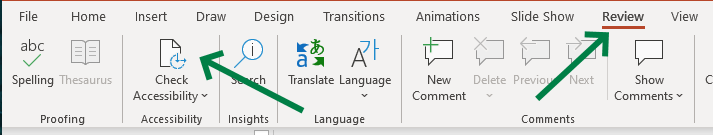 File Home Insert Draw Design Transitions Animations Slide Show Review View
abc
Spelling Thesaurus Check Accessibility Search Translate Language New Comment Delete Previous Next Show Comments
Proofing Accessibility Insights Language Comments